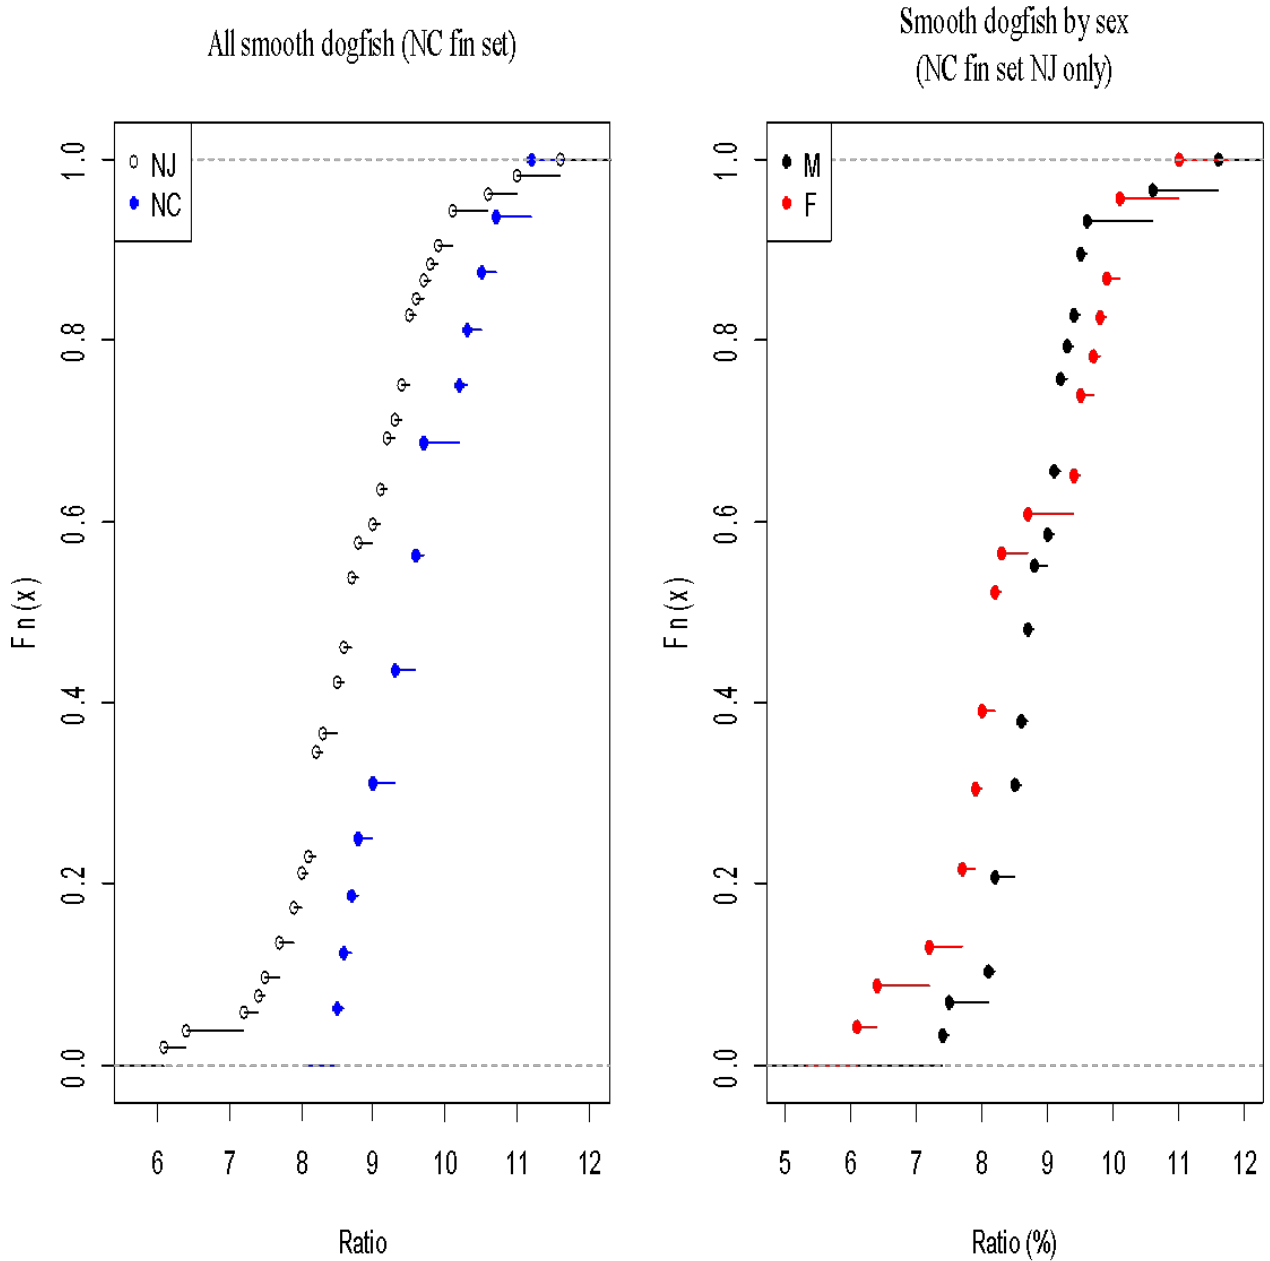 All smooth dogfish (NC fin set)
NJ
NC
1.0
0.8
0.6
0.4
0.2
0.0
Fn(x)
6 7 8 9 10 11 12
Ratio
Smooth dogfish by sex
(NC fin set NJ only)
M
F
1.0
0.8
0.6
0.4
0.2
0.0
Fn(x)
5 6 7 8 9 10 11 12
Ratio (%)